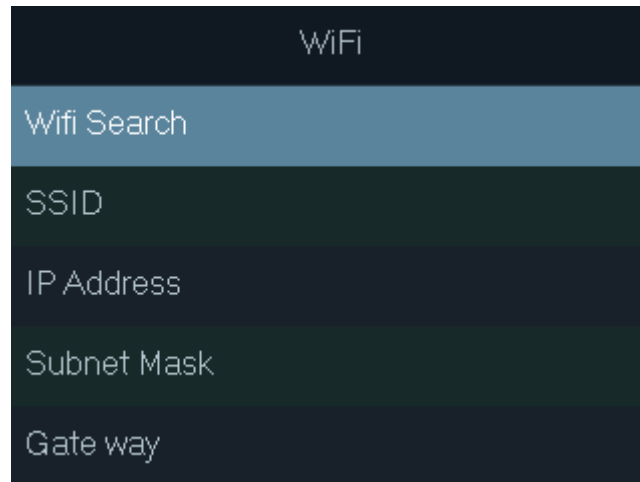 WiFi
Wifi Search
SSID
IP Address
Subnet Mask
Gate way